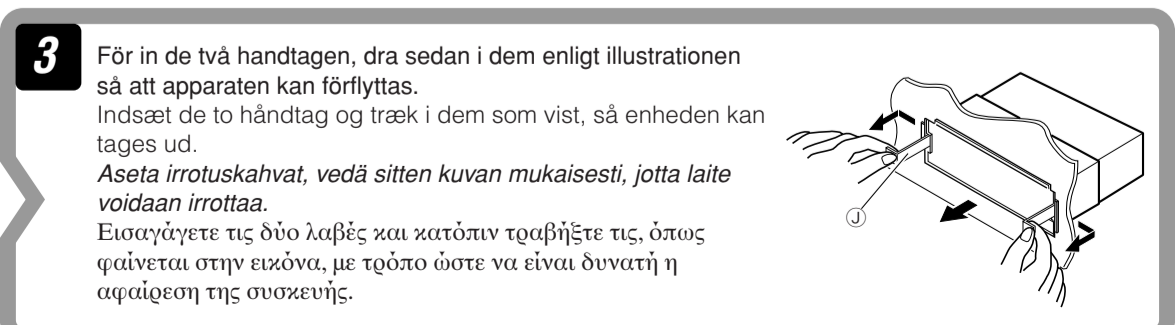 3
För in de två handtagen, dra sedan i dem enligt illustrationen
så att apparaten kan förflyttas.
Indsæt de to håndtag og træk i dem som vist, så enheden kan
tages ud.
Aseta irrotuskahvat, vedä sitten kuvan mukaisesti, jotta laite
voidaan irrottaa.
Εισαγάγετε τις δύο λαβές και κατόπιν τραβήξτε τις, όπως
φαίνεται στην εικόνα, με τρόπο ώστε να είναι δυνατή η
αφαίρεση της συσκευής.
Ⓙ